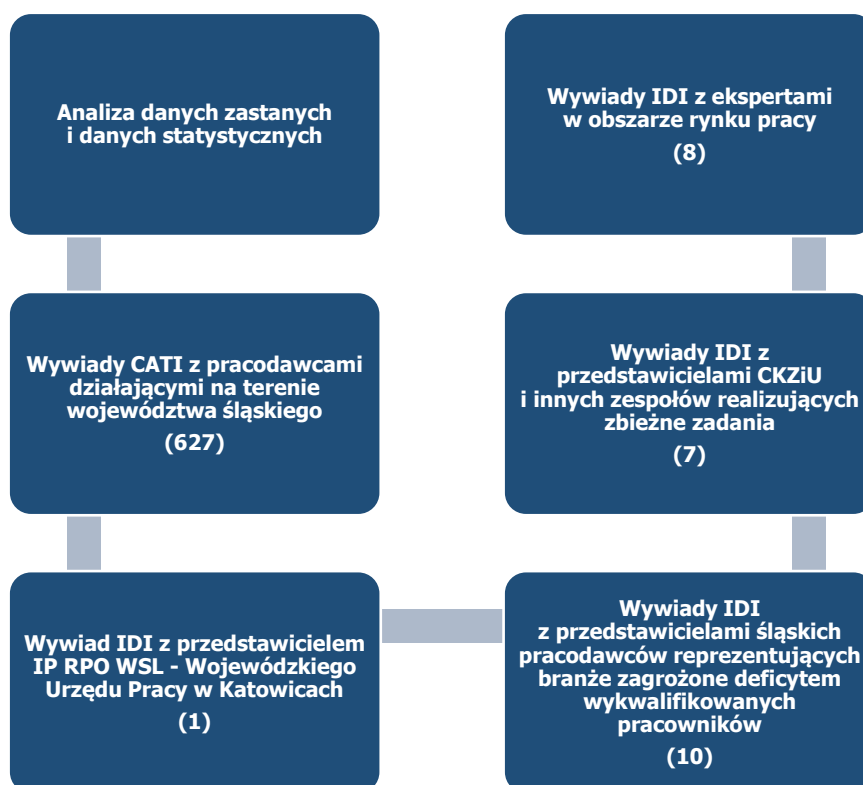 Analiza danych zastanych
i danych statystycznych
Wywiady CATI z pracodawcami
działającymi na terenie
województwa śląskiego
(627)
Wywiad IDI z przedstawicielem
IP RPO WSL - Wojewódzkiego
Urzędu Pracy w Katowicach
(1)
Wywiady IDI
z przedstawicielami śląskich
pracodawców reprezentujących
branże zagrożone deficytem
wykwalifikowanych
pracowników
(10)
Wywiady IDI z
przedstawicielami CKZiU
i innych zespołów realizujących
zbieżne zadania
(7)
Wywiady IDI z ekspertami
w obszarze rynku pracy
(8)